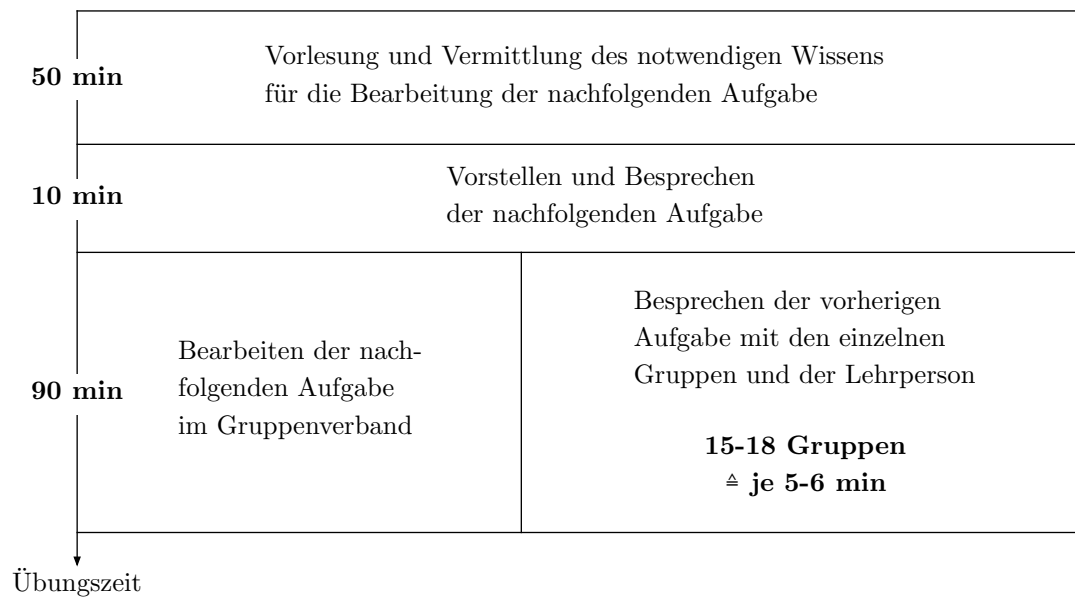 50 min
Vorlesung und Vermittlung des notwendigen Wissens
für die Bearbeitung der nachfolgenden Aufgabe
10 min
Vorstellen und Besprechen
der nachfolgenden Aufgabe
90 min
Bearbeiten der nach-
folgenden Aufgabe
im Gruppenverband
Besprechen der vorherigen
Aufgabe mit den einzelnen
Gruppen und der Lehrperson
15-18 Gruppen
≙ je 5-6 min
Übungszeit